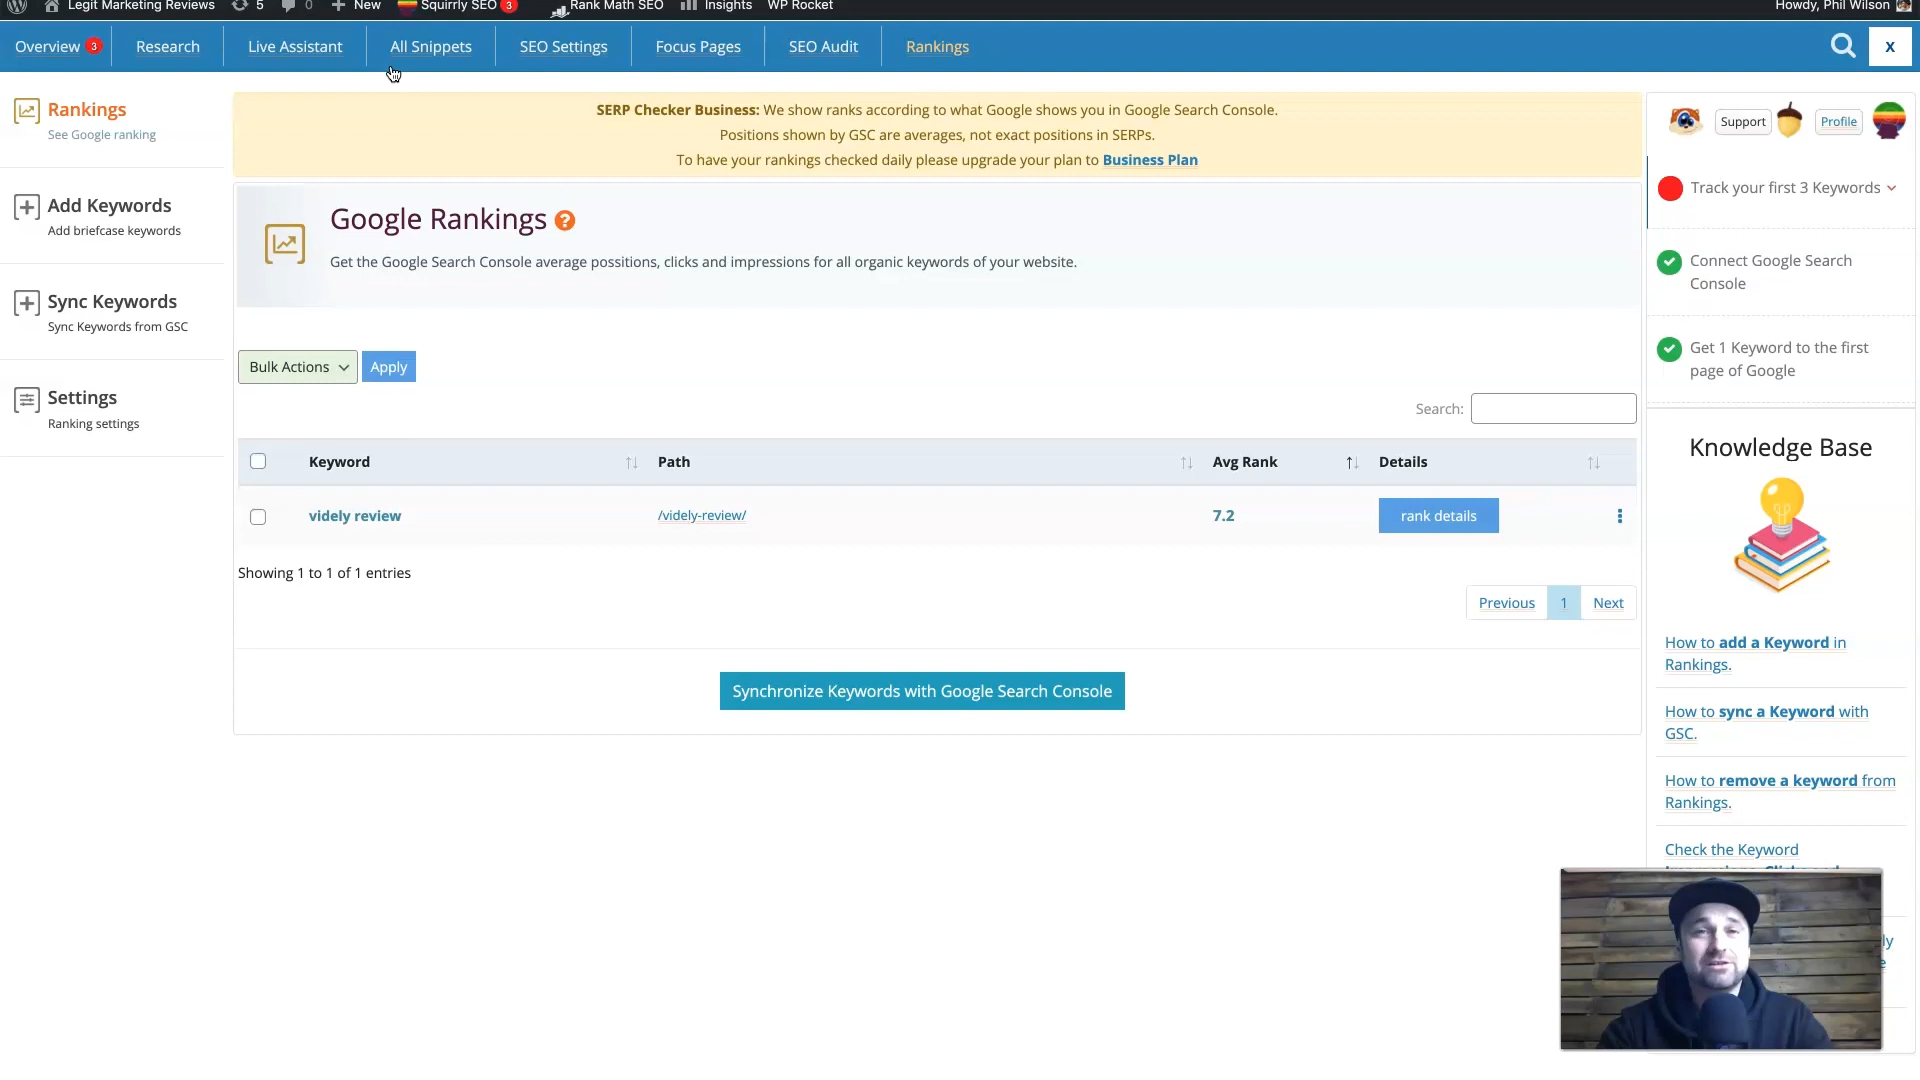 Legit Marketing Reviews 5 0 New Squirrly SEO 3 Rank Math SEO Insights WP Rocket Howdy, Phil Wilson
Overview 3 Research Live Assistant All Snippets SEO Settings Focus Pages SEO Audit Rankings X
Rankings
See Google ranking
Add Keywords
Add briefcase keywords
Sync Keywords
Sync Keywords from GSC
Settings
Ranking settings
SERP Checker Business: We show ranks according to what Google shows you in Google Search Console.
Positions shown by GSC are averages, not exact positions in SERPs.
To have your rankings checked daily please upgrade your plan to Business Plan
Google Rankings ?
Get the Google Search Console average possitions, clicks and impressions for all organic keywords of your website.
Bulk Actions Apply
Search:
Keyword Path Avg Rank Details
videly review /videly-review/ 7.2 rank details
Showing 1 to 1 of 1 entries
Previous 1 Next
Synchronize Keywords with Google Search Console
Support Profile
Track your first 3 Keywords
Connect Google Search
Console
Get 1 Keyword to the first
page of Google
Knowledge Base
How to add a Keyword in
Rankings.
How to sync a Keyword with
GSC.
How to remove a keyword from
Rankings.
Check the Keyword